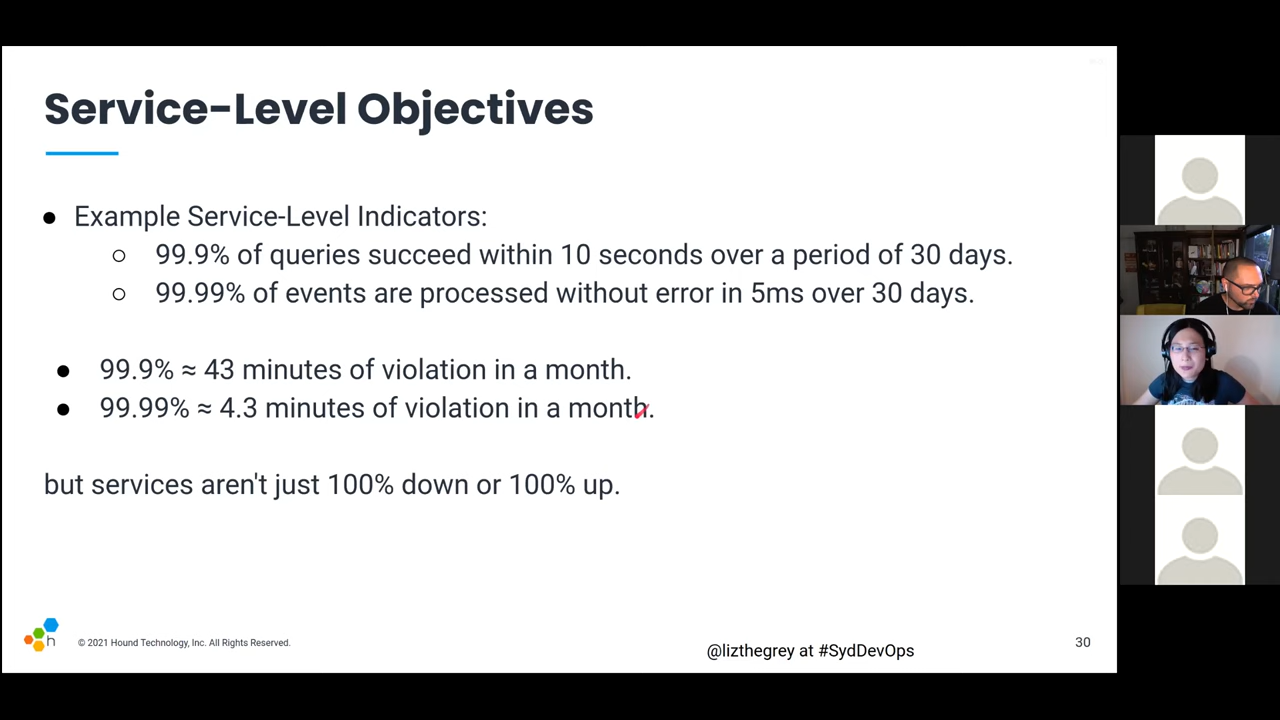 Service-Level Objectives
● Example Service-Level Indicators:
○ 99.9% of queries succeed within 10 seconds over a period of 30 days.
○ 99.99% of events are processed without error in 5ms over 30 days.
● 99.9% ≈ 43 minutes of violation in a month.
● 99.99% ≈ 4.3 minutes of violation in a month.
but services aren't just 100% down or 100% up.
h
© 2021 Hound Technology, Inc. All Rights Reserved.
@lizthegrey at #SydDevOps
30